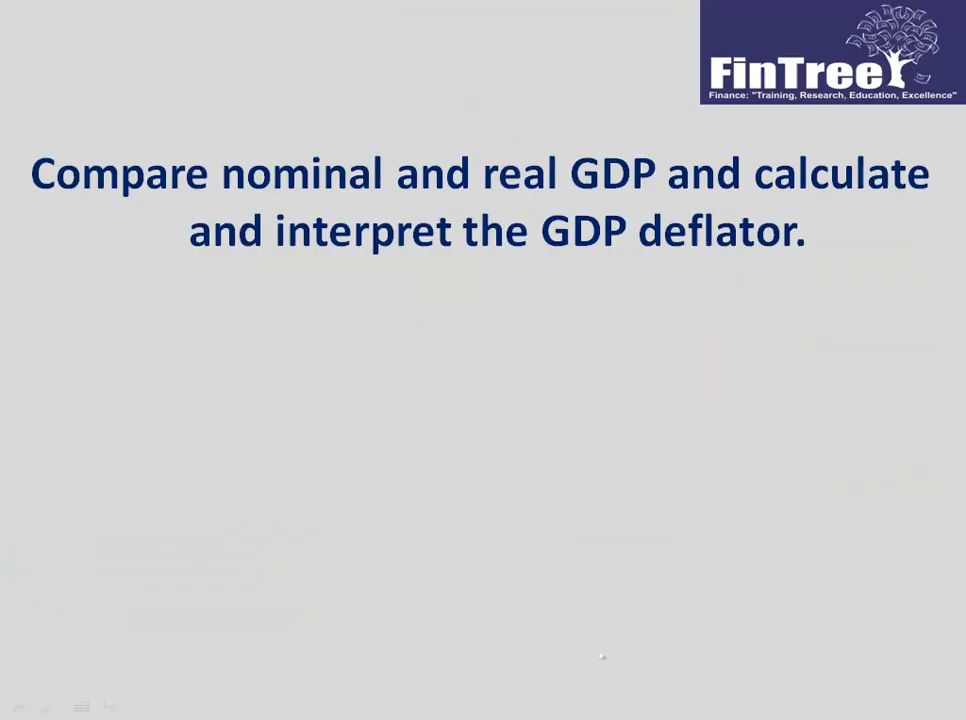 FinTree
Finance: "Training, Research, Education, Excellence"
Compare nominal and real GDP and calculate
and interpret the GDP deflator.